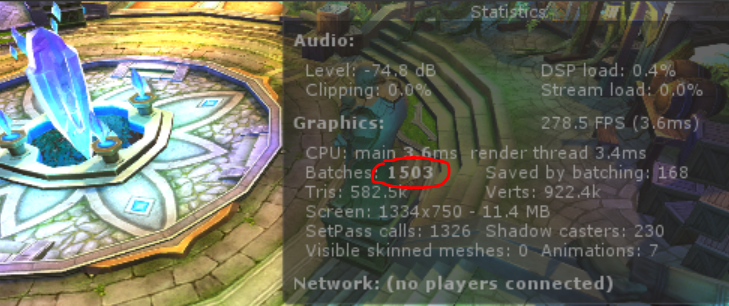 Statistics
Audio:
Level: -74.8 dB DSP load: 0.4%
Clipping: 0.0% Stream load: 0.0%
Graphics: 278.5 FPS (3.6ms)
CPU: main 3.6ms render thread 3.4ms
Batches: 1503 Saved by batching: 168
Tris: 582.5k Verts: 922.4k
Screen: 1334x750 - 11.4 MB
SetPass calls: 1326 Shadow casters: 230
Visible skinned meshes: 0 Animations: 7
Network: (no players connected)